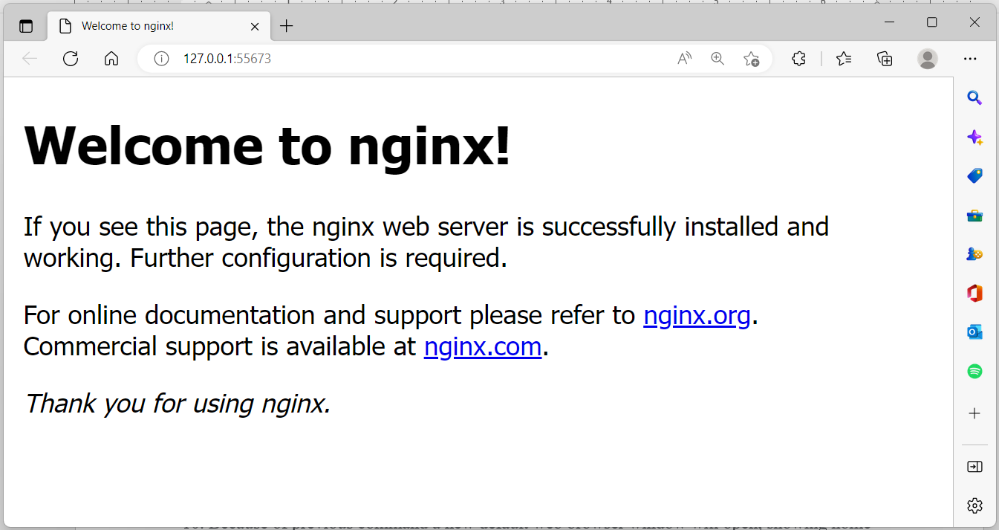 Welcome to nginx!
127.0.0.1:55673
Welcome to nginx!
If you see this page, the nginx web server is successfully installed and
working. Further configuration is required.
For online documentation and support please refer to nginx.org.
Commercial support is available at nginx.com.
Thank you for using nginx.